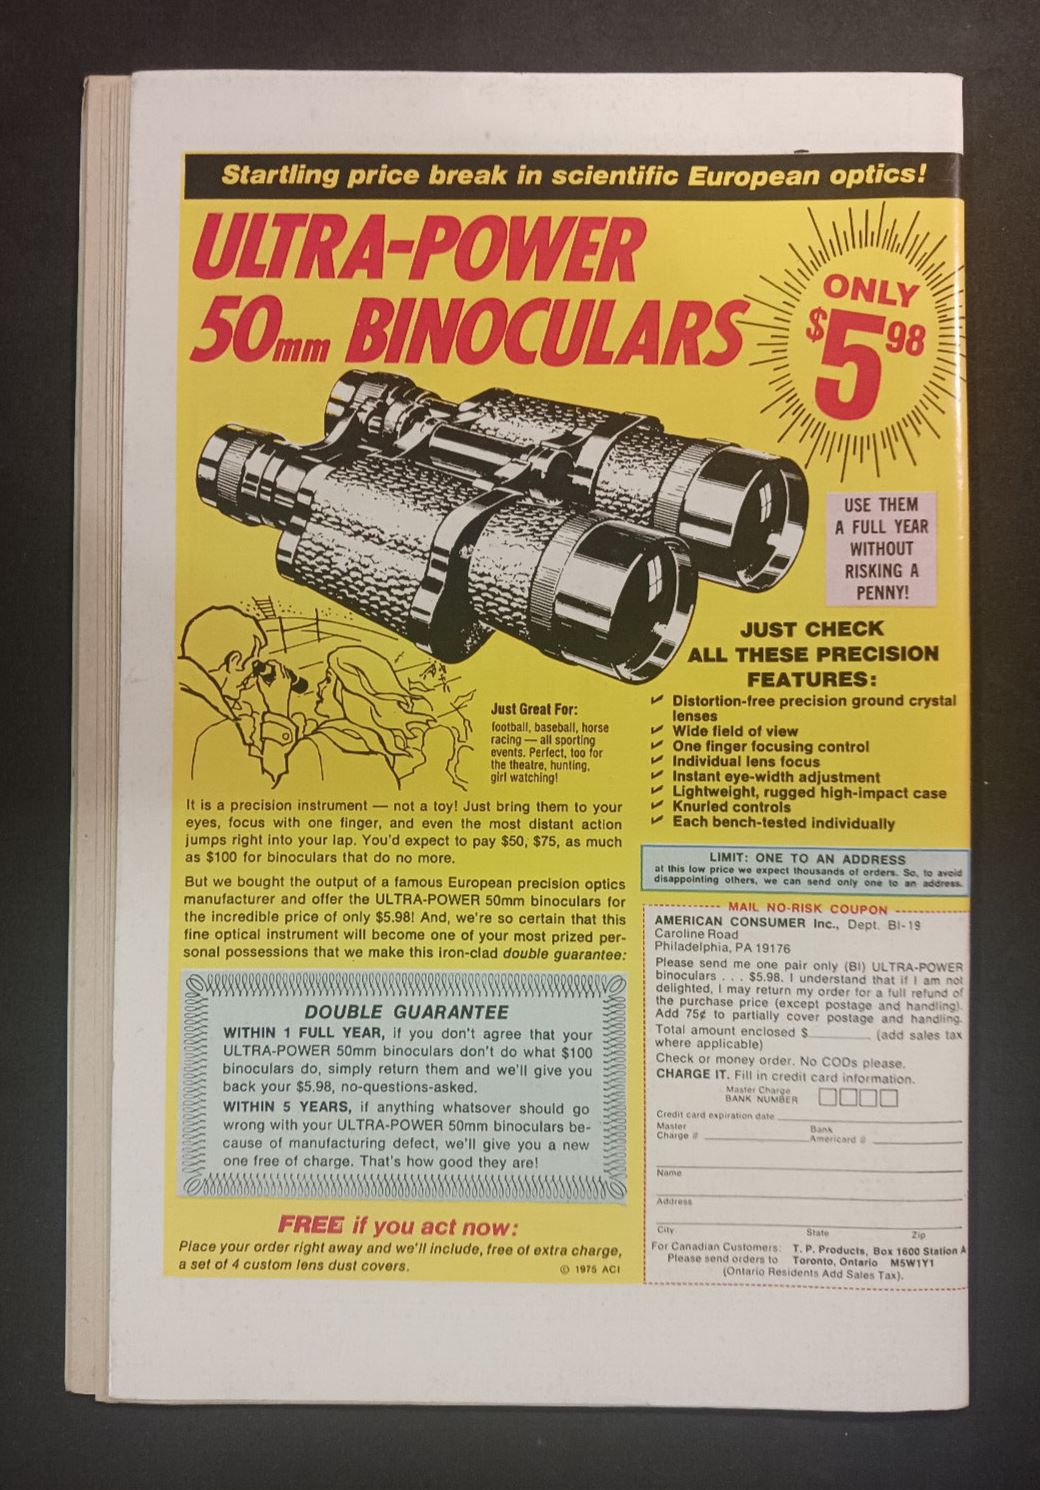 Startling price break in scientific European optics!
ULTRA-POWER
50mm BINOCULARS
ONLY
$5 98
USE THEM
A FULL YEAR
WITHOUT
RISKING A
PENNY!
JUST CHECK
ALL THESE PRECISION
FEATURES:
Distortion-free precision ground crystal
lenses
Wide field of view
One finger focusing control
Individual lens focus
Instant eye-width adjustment
Lightweight, rugged high-impact case
Knurled controls
Each bench-tested individually
Just Great For:
football, baseball, horse
racing — all sporting
events. Perfect, too for
the theatre, hunting,
girl watching!
It is a precision instrument — not a toy! Just bring them to your
eyes, focus with one finger, and even the most distant action
jumps right into your lap. You'd expect to pay $50, $75, as much
as $100 for binoculars that do no more.
But we bought the output of a famous European precision optics
manufacturer and offer the ULTRA-POWER 50mm binoculars for
the incredible price of only $5.98! And, we're so certain that this
fine optical instrument will become one of your most prized per-
sonal possessions that we make this iron-clad double guarantee:
DOUBLE GUARANTEE
WITHIN 1 FULL YEAR, if you don't agree that your
ULTRA-POWER 50mm binoculars don't do what $100
binoculars do, simply return them and we'll give you
back your $5.98, no-questions-asked.
WITHIN 5 YEARS, if anything whatsover should go
wrong with your ULTRA-POWER 50mm binoculars be-
cause of manufacturing defect, we'll give you a new
one free of charge. That's how good they are!
FREE if you act now:
Place your order right away and we'll include, free of extra charge,
a set of 4 custom lens dust covers.
© 1975 ACI
LIMIT: ONE TO AN ADDRESS
at this low price we expect thousands of orders. So, to avoid
disappointing others, we can send only one to an address.
MAIL NO-RISK COUPON
AMERICAN CONSUMER Inc., Dept. BI-19
Caroline Road
Philadelphia, PA 19176
Please send me one pair only (BI) ULTRA-POWER
binoculars . . . $5.98. I understand that if I am not
delighted, I may return my order for a full refund of
the purchase price (except postage and handling).
Add 75¢ to partially cover postage and handling.
Total amount enclosed $ (add sales tax
where applicable)
Check or money order. No CODs please.
CHARGE IT. Fill in credit card information.
Master Charge
BANK NUMBER
Credit card expiration date
Master
Charge #
Bank
Americard #
Name
Address
City State Zip
For Canadian Customers: T. P. Products, Box 1600 Station A
Please send orders to Toronto, Ontario M5W1Y1
(Ontario Residents Add Sales Tax).